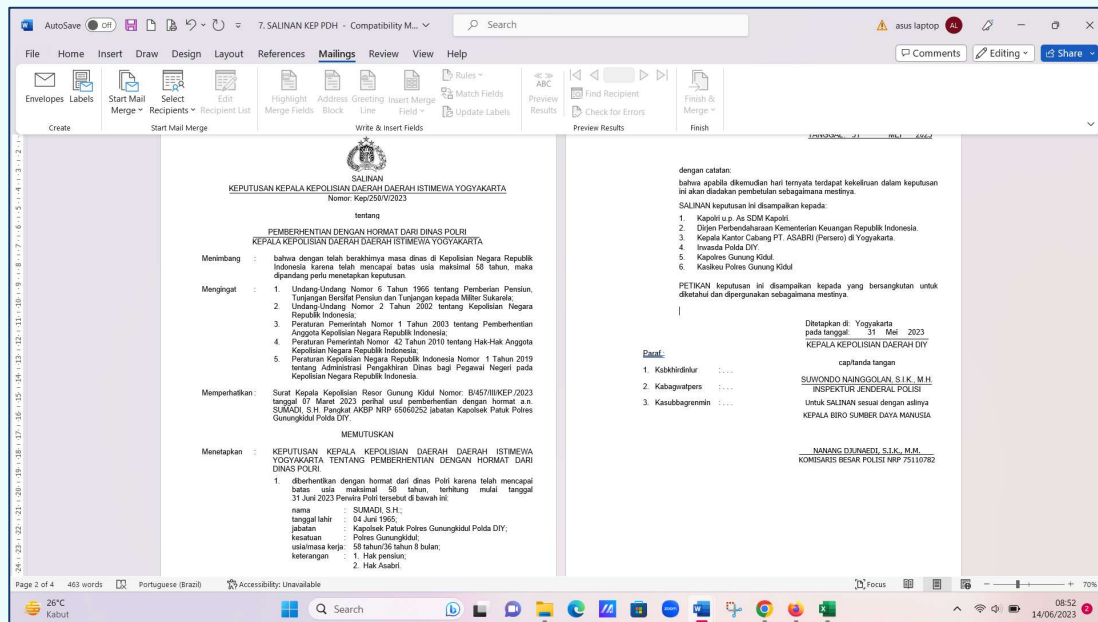 AutoSave Off 7. SALINAN KEP PDH - Compatibility M... Search asus laptop AL
File Home Insert Draw Design Layout References Mailings Review View Help Comments Editing Share
Envelopes Labels Start Mail Merge Select Recipients Edit Recipient List Highlight Merge Fields Address Block Greeting Line Insert Merge Field Rules Match Fields Update Labels ABC Preview Results Find Recipient Check for Errors Finish & Merge
Create Start Mail Merge Write & Insert Fields Preview Results Finish
SALINAN
KEPUTUSAN KEPALA KEPOLISIAN DAERAH DAERAH ISTIMEWA YOGYAKARTA
Nomor: Kep/250/V/2023
tentang
PEMBERHENTIAN DENGAN HORMAT DARI DINAS POLRI
KEPALA KEPOLISIAN DAERAH DAERAH ISTIMEWA YOGYAKARTA
Menimbang : bahwa dengan telah berakhirnya masa dinas di Kepolisian Negara Republik
Indonesia karena telah mencapai batas usia maksimal 58 tahun, maka
dipandang perlu menetapkan keputusan.
Mengingat : 1. Undang-Undang Nomor 6 Tahun 1966 tentang Pemberian Pensiun,
Tunjangan Bersifat Pensiun dan Tunjangan kepada Militer Sukarela;
2. Undang-Undang Nomor 2 Tahun 2002 tentang Kepolisian Negara
Republik Indonesia;
3. Peraturan Pemerintah Nomor 1 Tahun 2003 tentang Pemberhentian
Anggota Kepolisian Negara Republik Indonesia;
4. Peraturan Pemerintah Nomor 42 Tahun 2010 tentang Hak-Hak Anggota
Kepolisian Negara Republik Indonesia;
5. Peraturan Kepolisian Negara Republik Indonesia Nomor 1 Tahun 2019
tentang Administrasi Pengakhiran Dinas bagi Pegawai Negeri pada
Kepolisian Negara Republik Indonesia.
Memperhatikan : Surat Kepala Kepolisian Resor Gunung Kidul Nomor: B/457/III/KEP./2023
tanggal 07 Maret 2023 perihal usul pemberhentian dengan hormat a.n.
SUMADI, S.H. Pangkat AKBP NRP 65060252 jabatan Kapolsek Patuk Polres
Gunungkidul Polda DIY.
MEMUTUSKAN
Menetapkan : KEPUTUSAN KEPALA KEPOLISIAN DAERAH DAERAH ISTIMEWA
YOGYAKARTA TENTANG PEMBERHENTIAN DENGAN HORMAT DARI
DINAS POLRI.
1. diberhentikan dengan hormat dari dinas Polri karena telah mencapai
batas usia maksimal 58 tahun, terhitung mulai tanggal
31 Juni 2023 Perwira Polri tersebut di bawah ini:
nama : SUMADI, S.H.;
tanggal lahir : 04 Juni 1965;
jabatan : Kapolsek Patuk Polres Gunungkidul Polda DIY;
kesatuan : Polres Gunungkidul;
usia/masa kerja: 58 tahun/36 tahun 8 bulan;
keterangan : 1. Hak pensiun;
2. Hak Asabri.
TANGGAL: 31 MEI 2023
dengan catatan:
bahwa apabila dikemudian hari ternyata terdapat kekeliruan dalam keputusan
ini akan diadakan pembetulan sebagaimana mestinya.
SALINAN keputusan ini disampaikan kepada:
1. Kapolri u.p. As SDM Kapolri.
2. Dirjen Perbendaharaan Kementerian Keuangan Republik Indonesia.
3. Kepala Kantor Cabang PT. ASABRI (Persero) di Yogyakarta.
4. Irwasda Polda DIY.
5. Kapolres Gunung Kidul.
6. Kasikeu Polres Gunung Kidul
PETIKAN keputusan ini disampaikan kepada yang bersangkutan untuk
diketahui dan dipergunakan sebagaimana mestinya.
Ditetapkan di: Yogyakarta
pada tanggal: 31 Mei 2023
KEPALA KEPOLISIAN DAERAH DIY
cap/tanda tangan
SUWONDO NAINGGOLAN, S.I.K., M.H.
INSPEKTUR JENDERAL POLISI
Untuk SALINAN sesuai dengan aslinya
KEPALA BIRO SUMBER DAYA MANUSIA
NANANG DJUNAEDI, S.I.K., M.M.
KOMISARIS BESAR POLISI NRP 75110782
Paraf :
1. Ksbkhirdinlur : . . .
2. Kabagwatpers : . . .
3. Kasubbagrenmin : . . .
Page 2 of 4 463 words Portuguese (Brazil) Accessibility: Unavailable Focus 70%
26°C
Kabut
Search
08:52
14/06/2023 2